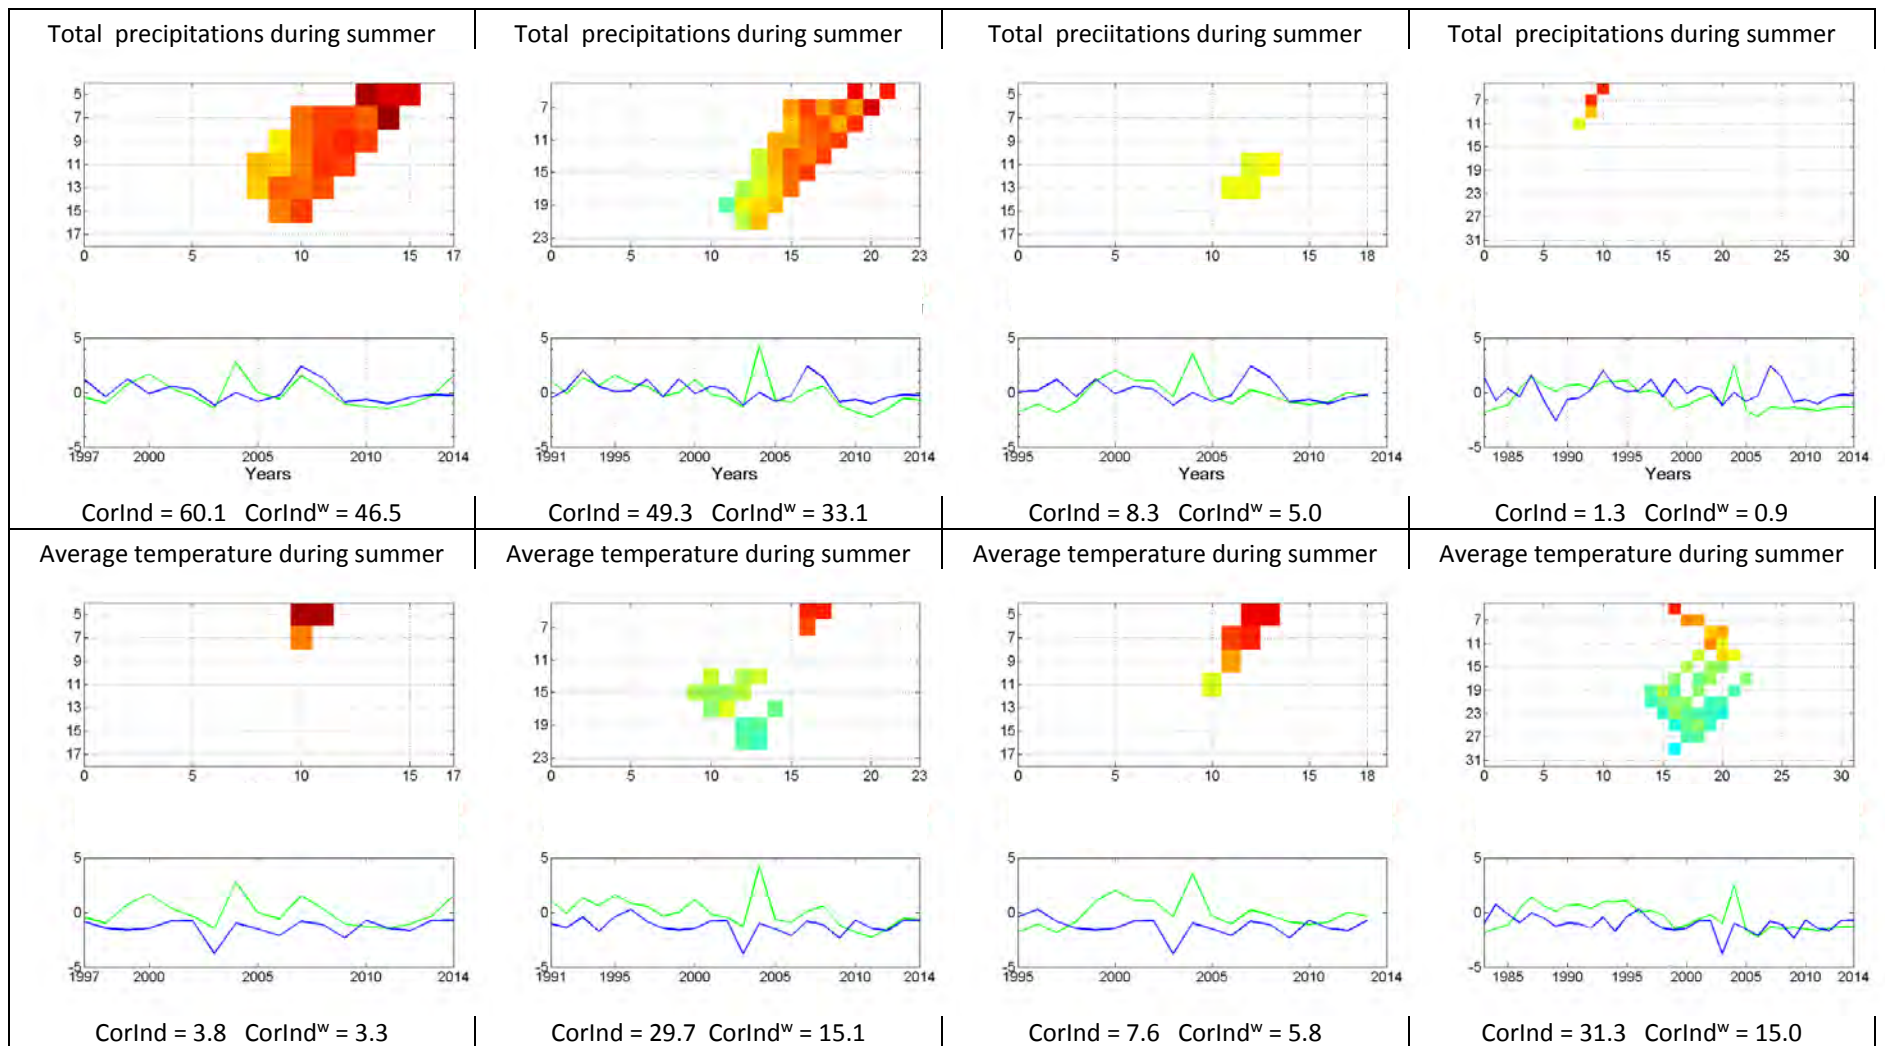 Total precipitations during summer
Total precipitations during summer
Total preciitations during summer
Total precipitations during summer
5
7
9
11
13
15
17
0 5 10 15 17
7
11
15
19
23
0 5 10 15 20 23
5
7
9
11
13
15
17
0 5 10 15 18
7
11
15
19
23
27
31
0 5 10 15 20 25 30
5
0
-5
1997 2000 2005 2010 2014
Years
5
0
-5
1991 1995 2000 2005 2010 2014
Years
5
0
-5
1995 2000 2005 2010 2014
Years
5
0
-5
1985 1990 1995 2000 2005 2010 2014
Years
CorInd = 60.1 CorIndʷ = 46.5
CorInd = 49.3 CorIndʷ = 33.1
CorInd = 8.3 CorIndʷ = 5.0
CorInd = 1.3 CorIndʷ = 0.9
Average temperature during summer
Average temperature during summer
Average temperature during summer
Average temperature during summer
5
7
9
11
13
15
17
0 5 10 15 17
7
11
15
19
23
0 5 10 15 20 23
5
7
9
11
13
15
17
0 5 10 15 18
7
11
15
19
23
27
31
0 5 10 15 20 25 30
5
0
-5
1997 2000 2005 2010 2014
5
0
-5
1991 1995 2000 2005 2010 2014
5
0
-5
1995 2000 2005 2010 2014
5
0
-5
1985 1990 1995 2000 2005 2010 2014
CorInd = 3.8 CorIndʷ = 3.3
CorInd = 29.7 CorIndʷ = 15.1
CorInd = 7.6 CorIndʷ = 5.8
CorInd = 31.3 CorIndʷ = 15.0